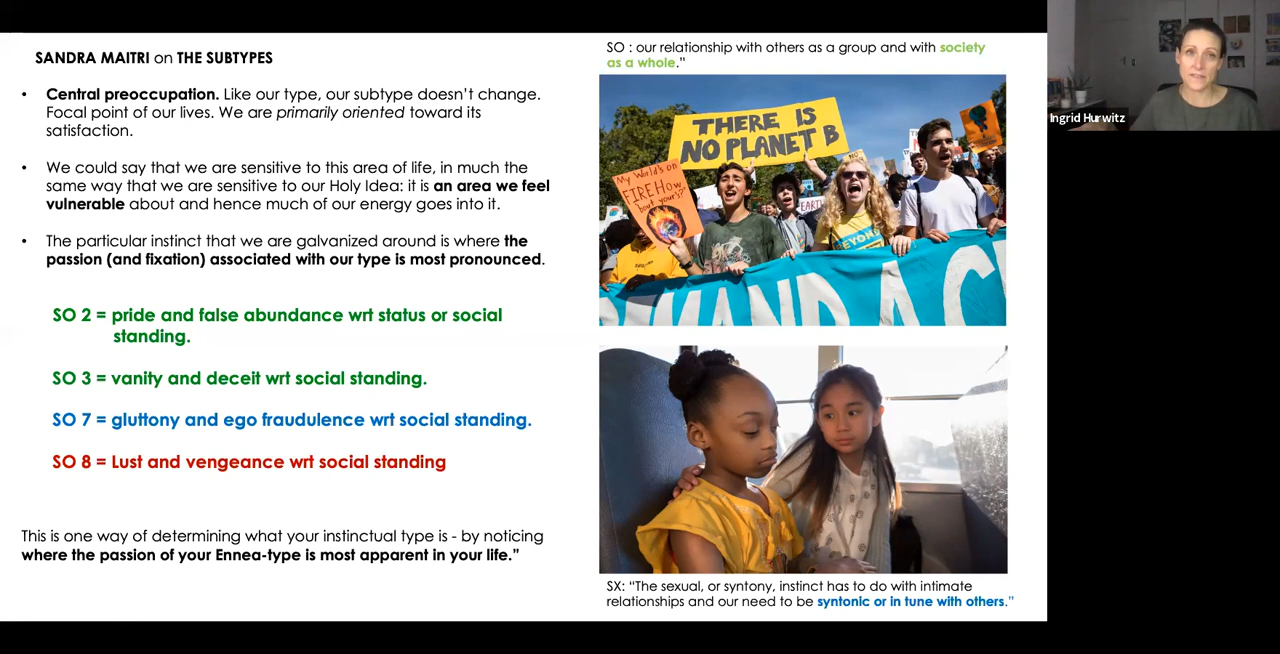 SANDRA MAITRI on THE SUBTYPES
• Central preoccupation. Like our type, our subtype doesn't change.
Focal point of our lives. We are primarily oriented toward its
satisfaction.
• We could say that we are sensitive to this area of life, in much the
same way that we are sensitive to our Holy Idea: it is an area we feel
vulnerable about and hence much of our energy goes into it.
• The particular instinct that we are galvanized around is where the
passion (and fixation) associated with our type is most pronounced.
SO 2 = pride and false abundance wrt status or social
standing.
SO 3 = vanity and deceit wrt social standing.
SO 7 = gluttony and ego fraudulence wrt social standing.
SO 8 = Lust and vengeance wrt social standing
This is one way of determining what your instinctual type is - by noticing
where the passion of your Ennea-type is most apparent in your life."
SO : our relationship with others as a group and with society
as a whole."
THERE IS
NO PLANET B
My World's on
FIRE How
bout yours?
EARTH
BEYOND
MAND A C
SX: "The sexual, or syntony, instinct has to do with intimate
relationships and our need to be syntonic or in tune with others."
Ingrid Hurwitz